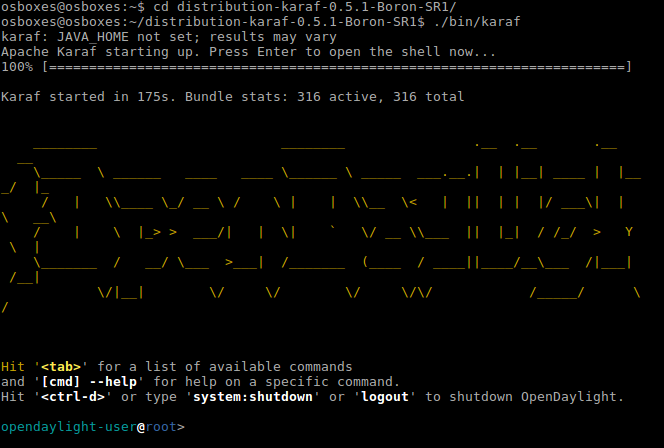 osboxes@osboxes:~$ cd distribution-karaf-0.5.1-Boron-SR1/
osboxes@osboxes:~/distribution-karaf-0.5.1-Boron-SR1$ ./bin/karaf
karaf: JAVA_HOME not set; results may vary
Apache Karaf starting up. Press Enter to open the shell now...
100% [========================================================================]

Karaf started in 175s. Bundle stats: 316 active, 316 total

    ________                       ________                .__  .__       .__
  __
    \_____  \ ______   ____   ____ \______ \ _____  ___.__.|  | |__| ____ |  |__
_/  |_
     /   |   \\____ \_/ __ \ /    \ |    |  \\__  \<   |  ||  | |  |/ ___\|  |
\   __\
    /    |    \  |_> >  ___/|   |  \|    `   \/ __ \\___  ||  |_|  / /_/  >   Y
 \  |
    \_______  /   __/ \___  >___|  /_______  (____  / ____||____/__\___  /|___|
 /__|
            \/|__|        \/     \/        \/     \/\/            /_____/      \
/

Hit '<tab>' for a list of available commands
and '[cmd] --help' for help on a specific command.
Hit '<ctrl-d>' or type 'system:shutdown' or 'logout' to shutdown OpenDaylight.

opendaylight-user@root>